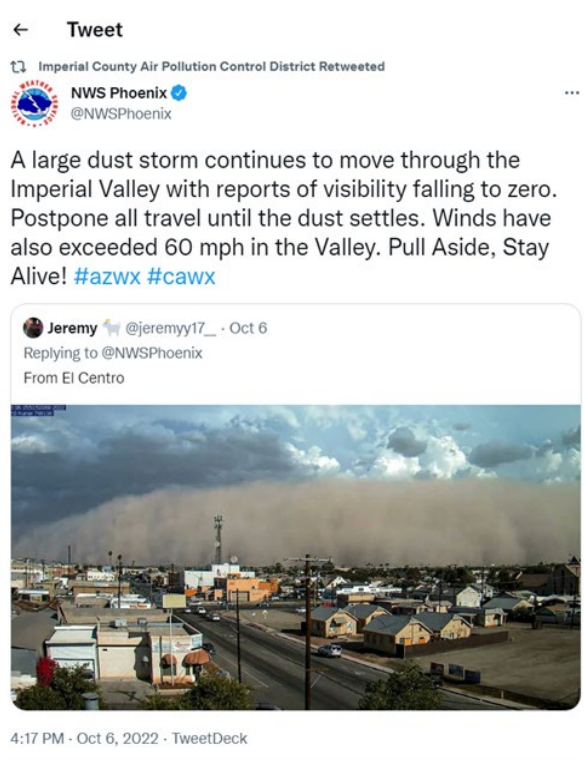 Tweet
Imperial County Air Pollution Control District Retweeted
NWS Phoenix
@NWSPhoenix
A large dust storm continues to move through the
Imperial Valley with reports of visibility falling to zero.
Postpone all travel until the dust settles. Winds have
also exceeded 60 mph in the Valley. Pull Aside, Stay
Alive! #azwx #cawx
Jeremy 🐐 @jeremyy17__ · Oct 6
Replying to @NWSPhoenix
From El Centro
4:17 PM · Oct 6, 2022 · TweetDeck